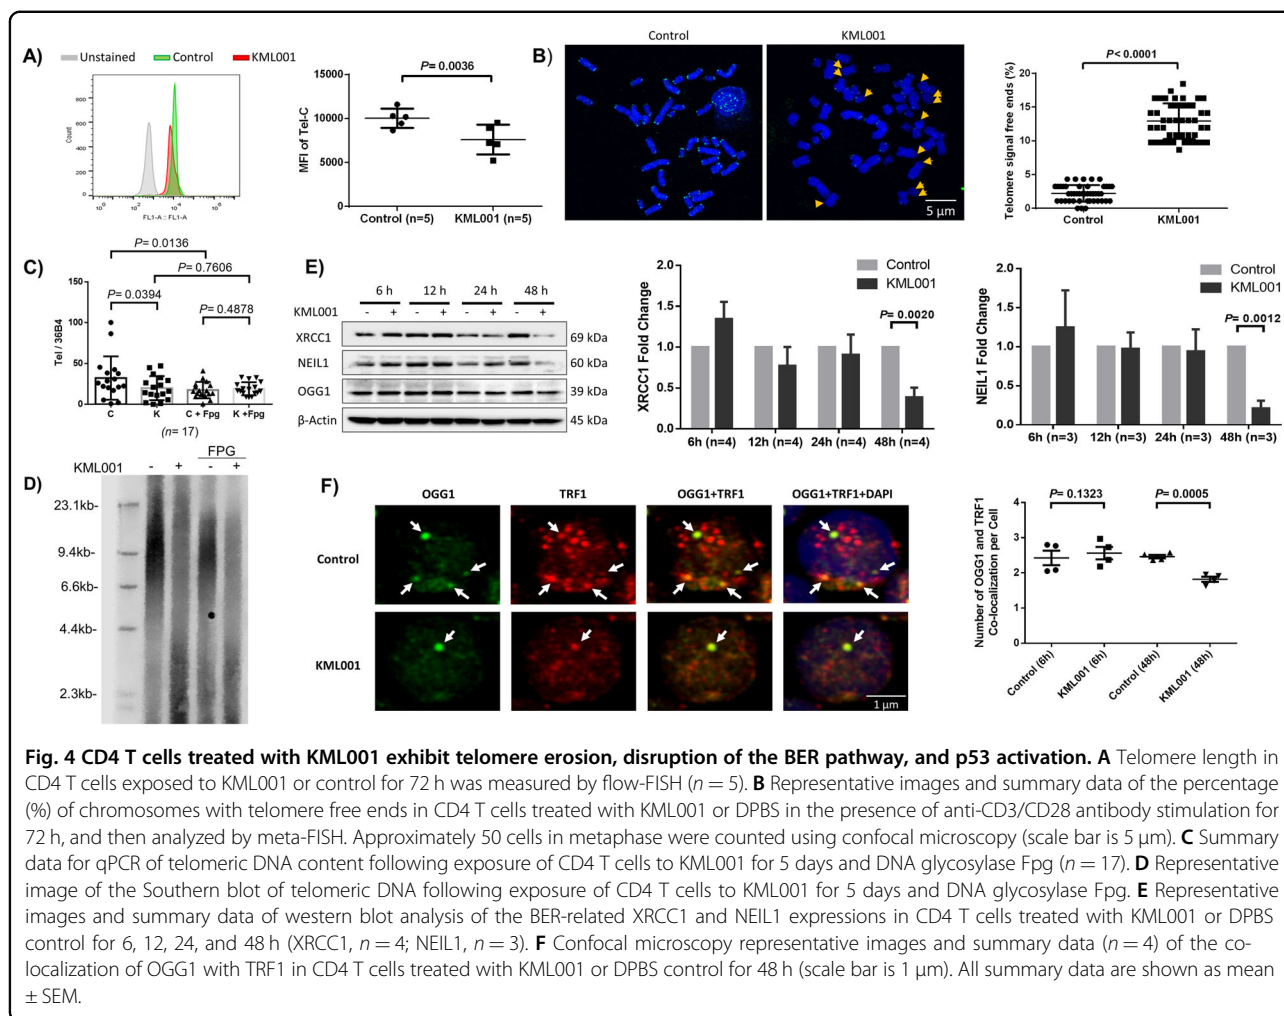 A)
Unstained
Control
KML001
800
600
400
200
0
Count
10^0
10^2
10^4
10^6
FL1-A :: FL1-A
P= 0.0036
15000
10000
5000
0
MFI of Tel-C
Control (n=5)
KML001 (n=5)
B)
Control
KML001
5 µm
P< 0.0001
20
15
10
5
0
Telomere signal free ends (%)
Control
KML001
C)
P= 0.0136
P= 0.7606
P= 0.0394
P= 0.4878
150
100
50
0
Tel / 36B4
C
K
C + Fpg
K +Fpg
(n= 17)
D)
FPG
KML001
-
+
-
+
23.1kb-
9.4kb-
6.6kb-
4.4kb-
2.3kb-
E)
6 h
12 h
24 h
48 h
KML001
-
+
-
+
-
+
-
+
XRCC1
69 kDa
NEIL1
60 kDa
OGG1
39 kDa
β-Actin
45 kDa
Control
KML001
P= 0.0020
2.0
1.5
1.0
0.5
0.0
XRCC1 Fold Change
6h (n=4)
12h (n=4)
24h (n=4)
48h (n=4)
Control
KML001
P= 0.0012
2.0
1.5
1.0
0.5
0.0
NEIL1 Fold Change
6h (n=3)
12h (n=3)
24h (n=3)
48h (n=3)
F)
OGG1
TRF1
OGG1+TRF1
OGG1+TRF1+DAPI
Control
KML001
1 µm
P= 0.1323
P= 0.0005
4
3
2
1
0
Number of OGG1 and TRF1
Co-localization per Cell
Control (6h)
KML001 (6h)
Control (48h)
KML001 (48h)
Fig. 4 CD4 T cells treated with KML001 exhibit telomere erosion, disruption of the BER pathway, and p53 activation. A Telomere length in
CD4 T cells exposed to KML001 or control for 72 h was measured by flow-FISH (n = 5). B Representative images and summary data of the percentage
(%) of chromosomes with telomere free ends in CD4 T cells treated with KML001 or DPBS in the presence of anti-CD3/CD28 antibody stimulation for
72 h, and then analyzed by meta-FISH. Approximately 50 cells in metaphase were counted using confocal microscopy (scale bar is 5 µm). C Summary
data for qPCR of telomeric DNA content following exposure of CD4 T cells to KML001 for 5 days and DNA glycosylase Fpg (n = 17). D Representative
image of the Southern blot of telomeric DNA following exposure of CD4 T cells to KML001 for 5 days and DNA glycosylase Fpg. E Representative
images and summary data of western blot analysis of the BER-related XRCC1 and NEIL1 expressions in CD4 T cells treated with KML001 or DPBS
control for 6, 12, 24, and 48 h (XRCC1, n = 4; NEIL1, n = 3). F Confocal microscopy representative images and summary data (n = 4) of the co-
localization of OGG1 with TRF1 in CD4 T cells treated with KML001 or DPBS control for 48 h (scale bar is 1 µm). All summary data are shown as mean
± SEM.